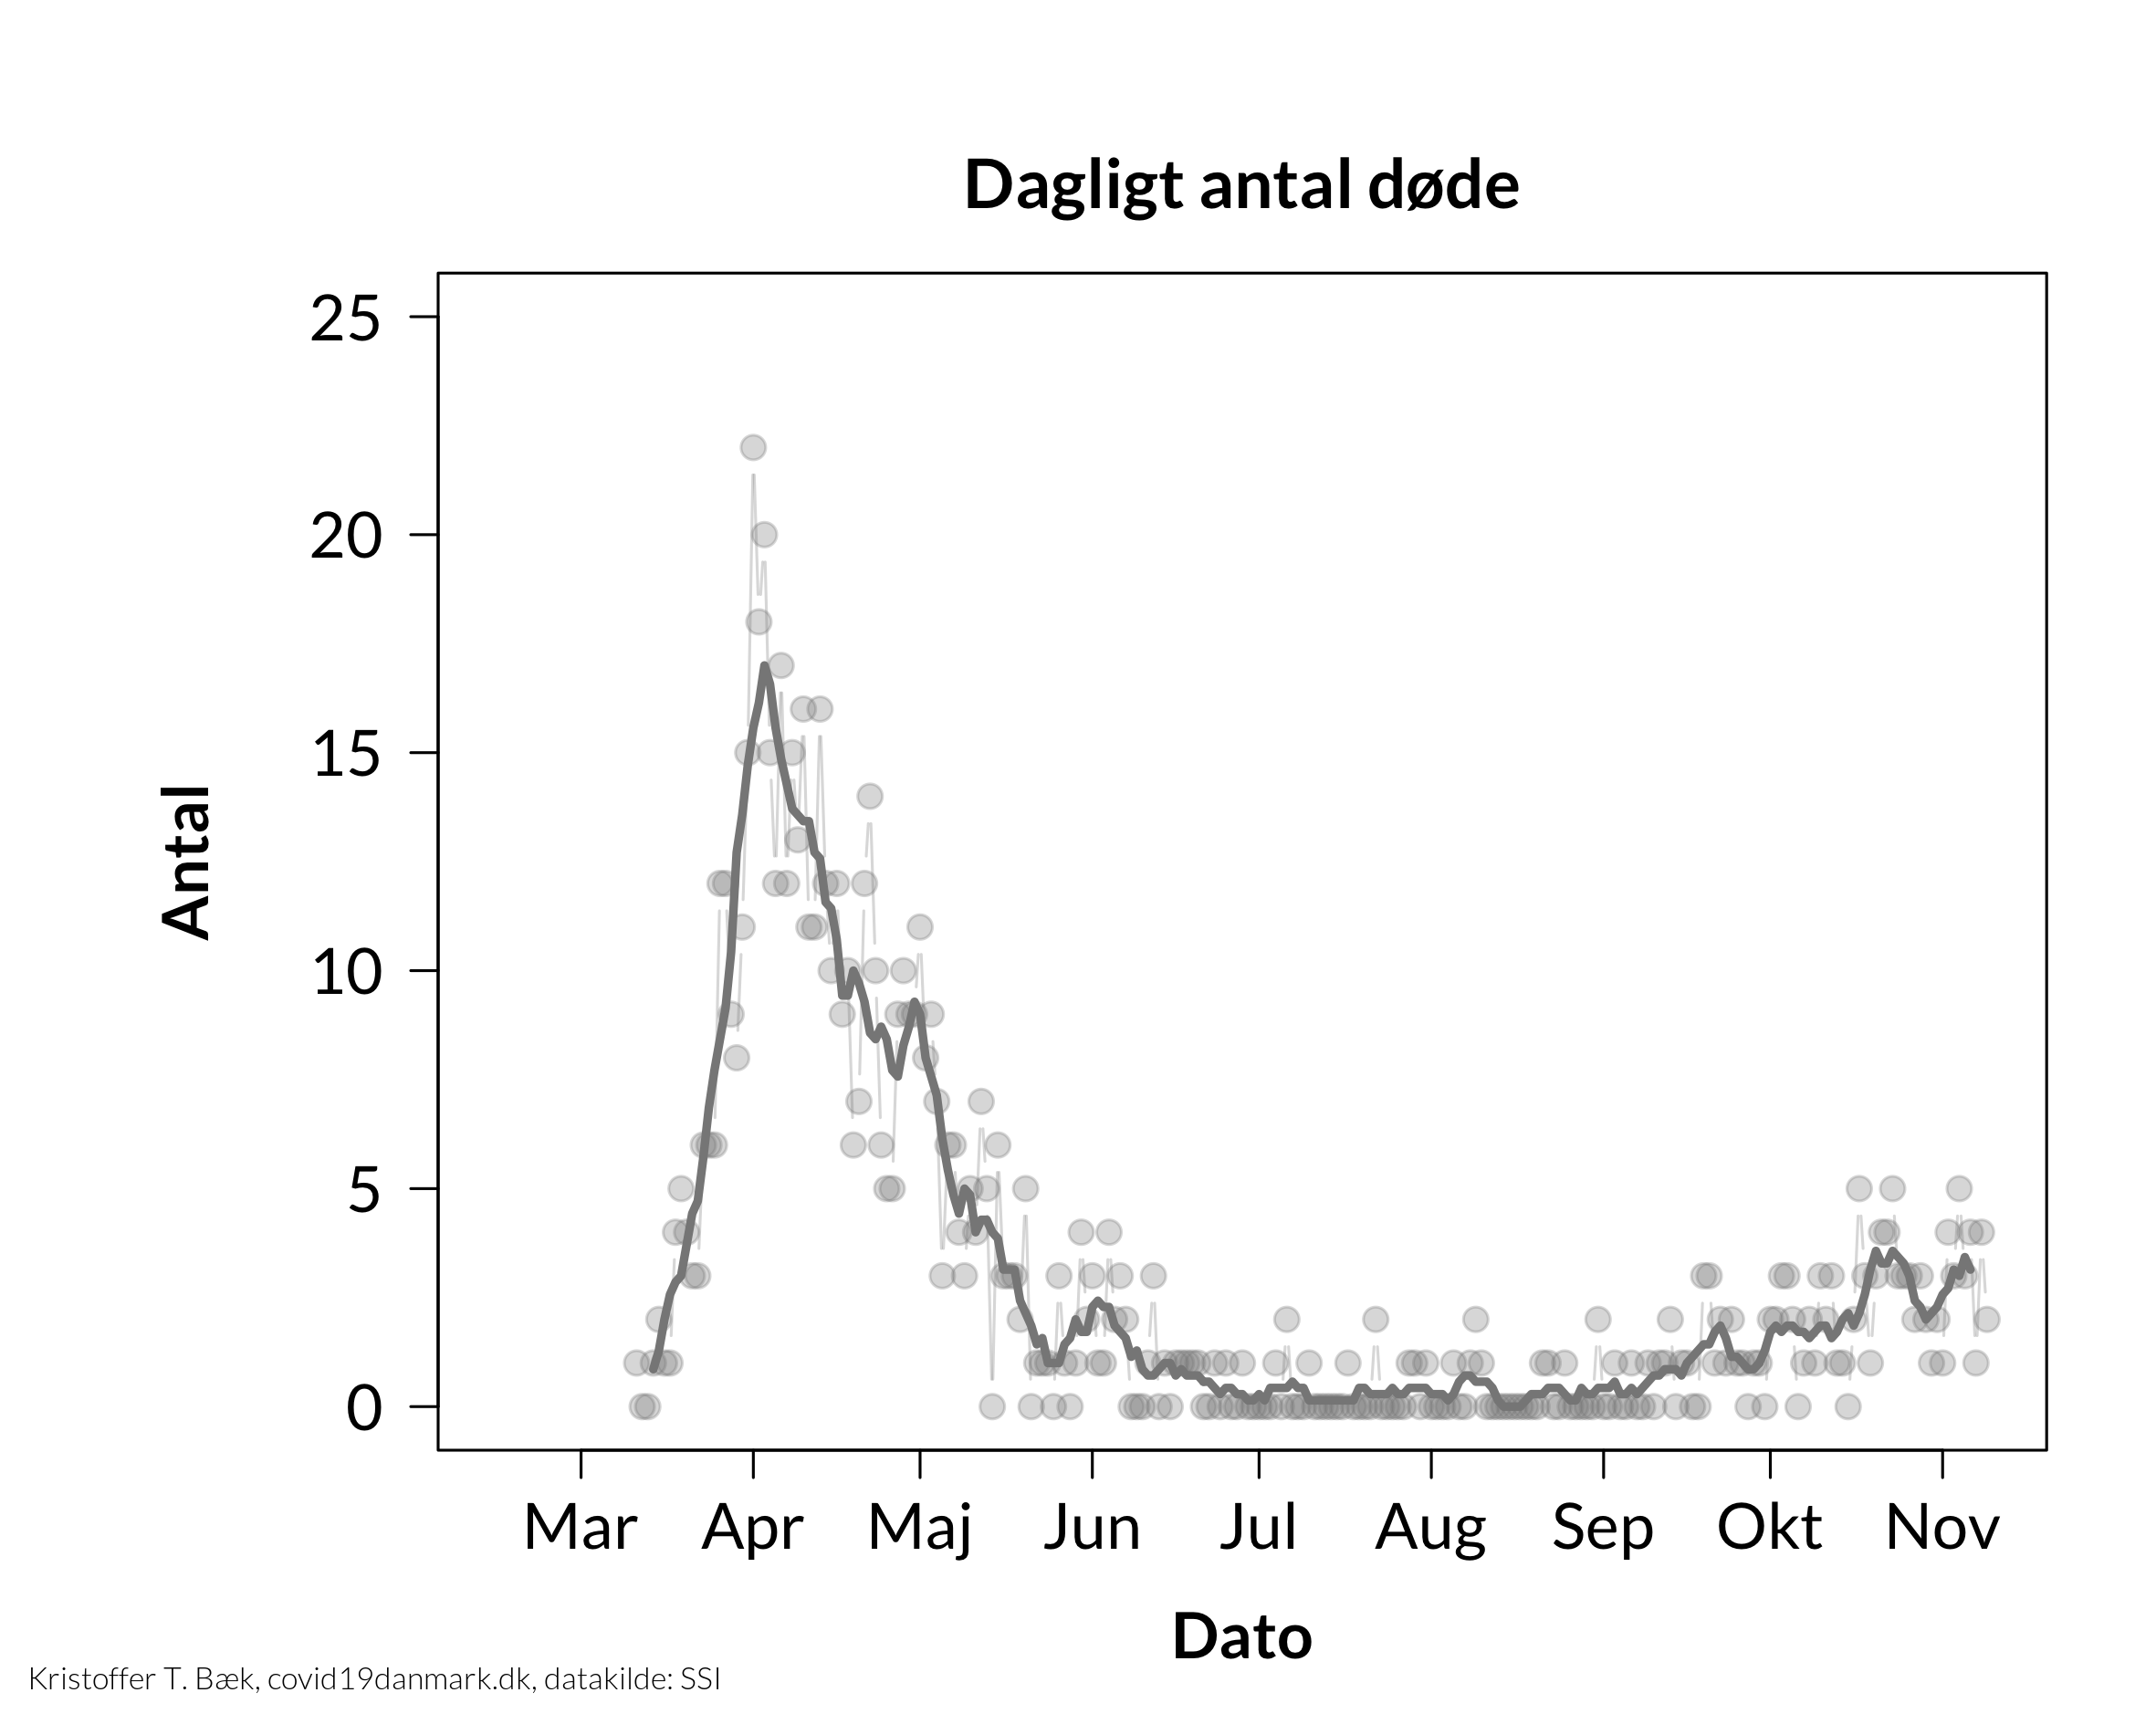 Dagligt antal døde
25
20
15
10
5
0
Antal
Mar Apr Maj Jun Jul Aug Sep Okt Nov
Dato
Kristoffer T. Bæk, covid19danmark.dk, datakilde: SSI